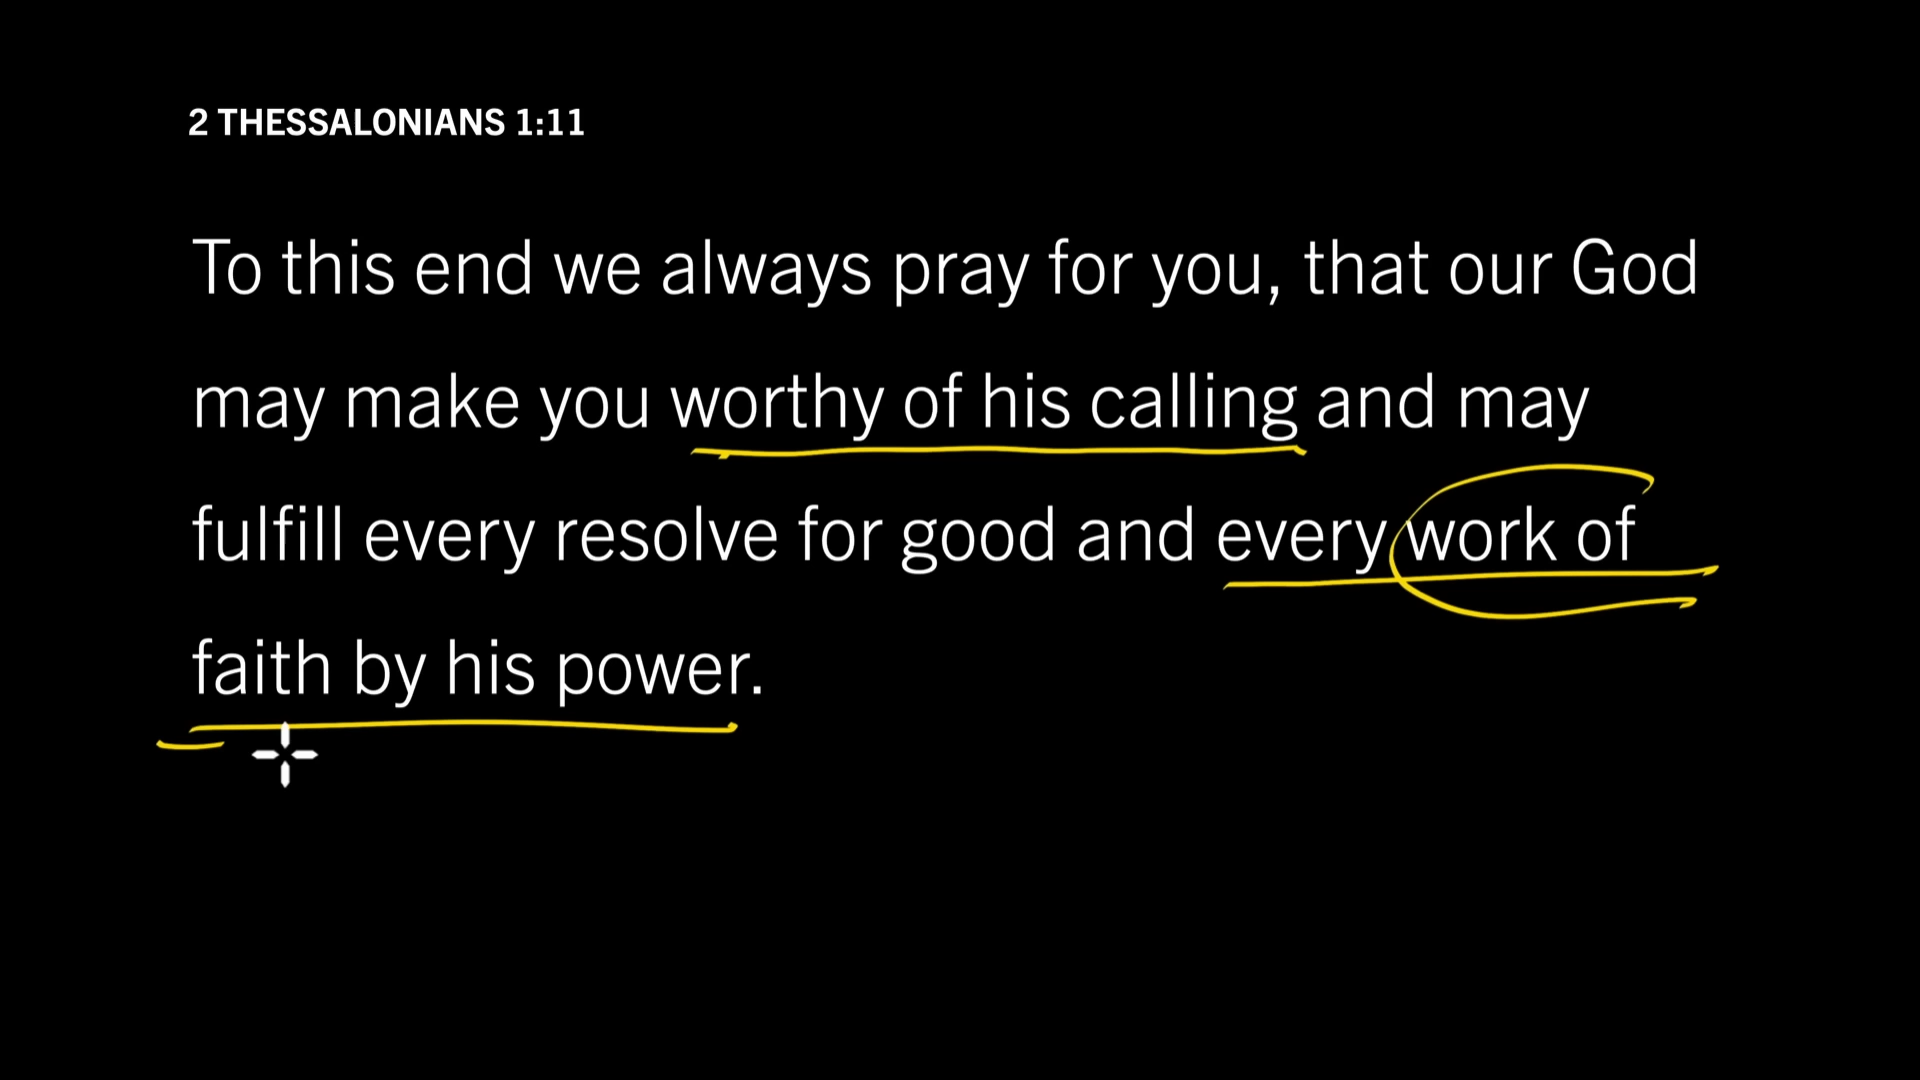 2 THESSALONIANS 1:11
To this end we always pray for you, that our God
may make you worthy of his calling and may
fulfill every resolve for good and every work of
faith by his power.